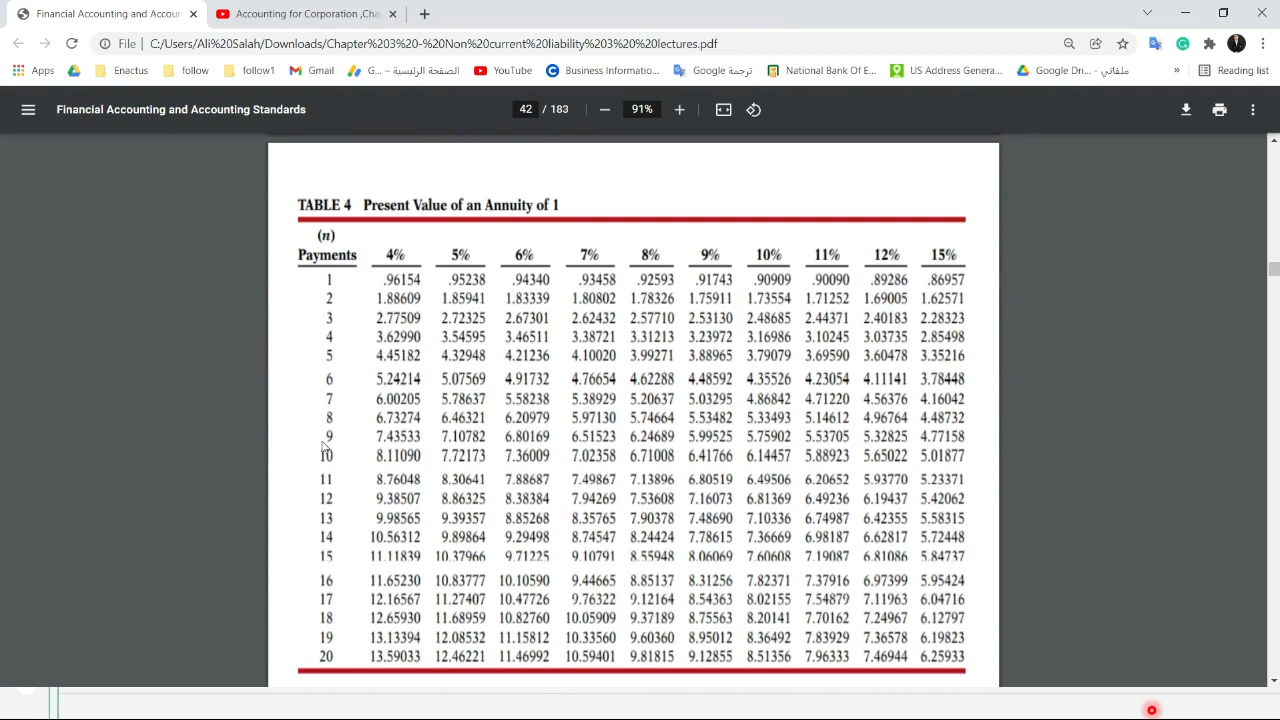 Financial Accounting and Accoun
Accounting for Corporation ,Cha
File | C:/Users/Ali%20Salah/Downloads/Chapter%203%20-%20Non%20current%20liability%203%20%20lectures.pdf
Apps Enactus follow follow1 Gmail G... – الصفحة الرئيسية YouTube Business Informatio... ترجمة Google National Bank Of E... US Address Genera... ملفاتي – Google Dri... » Reading list
Financial Accounting and Accounting Standards 42 / 183 91%
TABLE 4 Present Value of an Annuity of 1
(n)
Payments 4% 5% 6% 7% 8% 9% 10% 11% 12% 15%
1 .96154 .95238 .94340 .93458 .92593 .91743 .90909 .90090 .89286 .86957
2 1.88609 1.85941 1.83339 1.80802 1.78326 1.75911 1.73554 1.71252 1.69005 1.62571
3 2.77509 2.72325 2.67301 2.62432 2.57710 2.53130 2.48685 2.44371 2.40183 2.28323
4 3.62990 3.54595 3.46511 3.38721 3.31213 3.23972 3.16986 3.10245 3.03735 2.85498
5 4.45182 4.32948 4.21236 4.10020 3.99271 3.88965 3.79079 3.69590 3.60478 3.35216
6 5.24214 5.07569 4.91732 4.76654 4.62288 4.48592 4.35526 4.23054 4.11141 3.78448
7 6.00205 5.78637 5.58238 5.38929 5.20637 5.03295 4.86842 4.71220 4.56376 4.16042
8 6.73274 6.46321 6.20979 5.97130 5.74664 5.53482 5.33493 5.14612 4.96764 4.48732
9 7.43533 7.10782 6.80169 6.51523 6.24689 5.99525 5.75902 5.53705 5.32825 4.77158
10 8.11090 7.72173 7.36009 7.02358 6.71008 6.41766 6.14457 5.88923 5.65022 5.01877
11 8.76048 8.30641 7.88687 7.49867 7.13896 6.80519 6.49506 6.20652 5.93770 5.23371
12 9.38507 8.86325 8.38384 7.94269 7.53608 7.16073 6.81369 6.49236 6.19437 5.42062
13 9.98565 9.39357 8.85268 8.35765 7.90378 7.48690 7.10336 6.74987 6.42355 5.58315
14 10.56312 9.89864 9.29498 8.74547 8.24424 7.78615 7.36669 6.98187 6.62817 5.72448
15 11.11839 10.37966 9.71225 9.10791 8.55948 8.06069 7.60608 7.19087 6.81086 5.84737
16 11.65230 10.83777 10.10590 9.44665 8.85137 8.31256 7.82371 7.37916 6.97399 5.95424
17 12.16567 11.27407 10.47726 9.76322 9.12164 8.54363 8.02155 7.54879 7.11963 6.04716
18 12.65930 11.68959 10.82760 10.05909 9.37189 8.75563 8.20141 7.70162 7.24967 6.12797
19 13.13394 12.08532 11.15812 10.33560 9.60360 8.95012 8.36492 7.83929 7.36578 6.19823
20 13.59033 12.46221 11.46992 10.59401 9.81815 9.12855 8.51356 7.96333 7.46944 6.25933